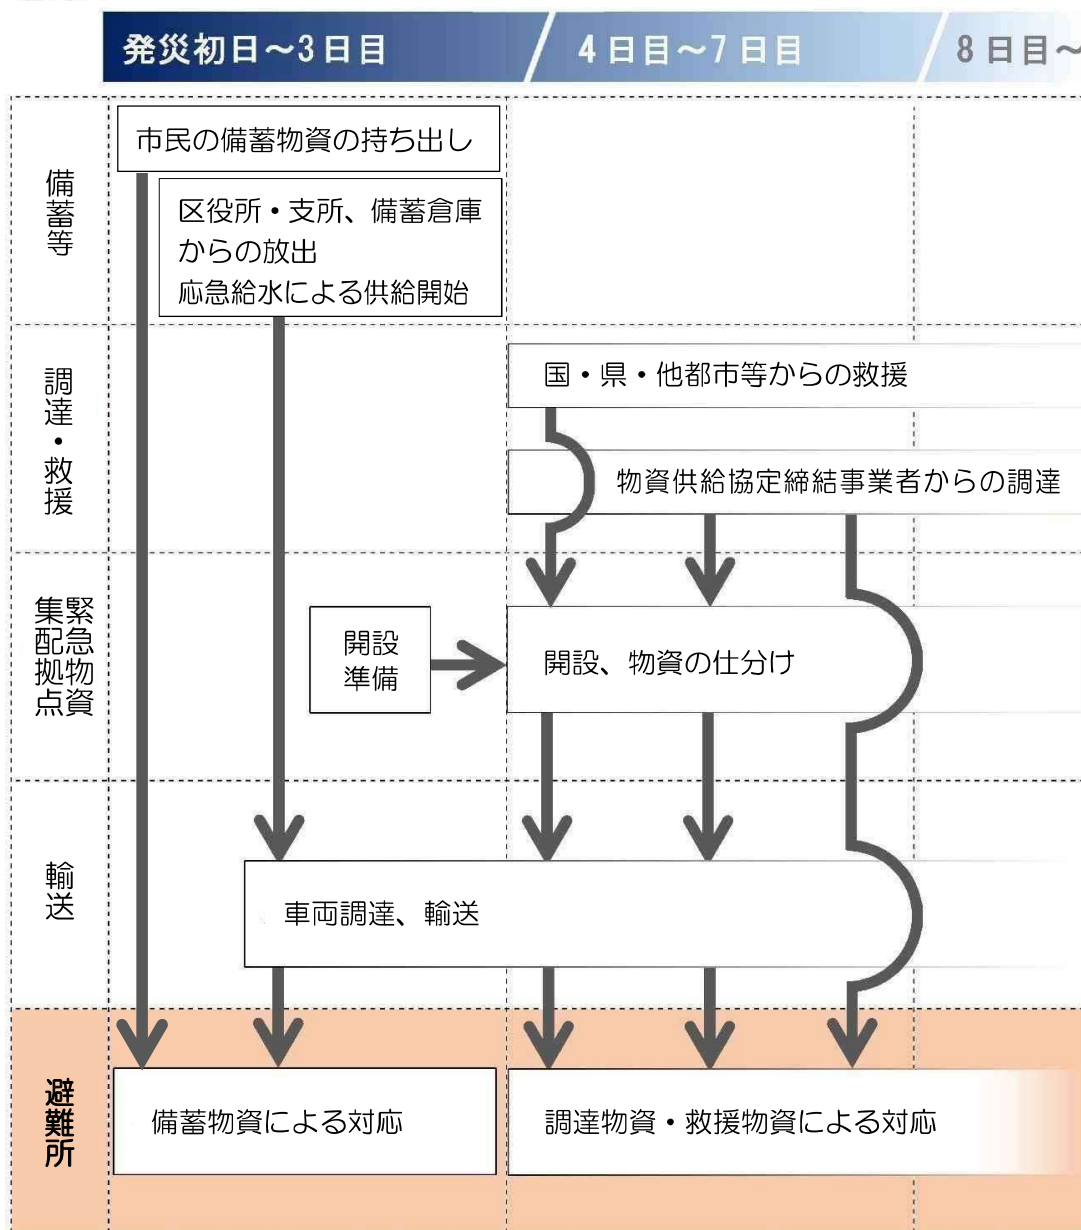 発災初日～3日目
4日目～7日目
8日目～
備蓄等
市民の備蓄物資の持ち出し
区役所・支所、備蓄倉庫
からの放出
応急給水による供給開始
調達・救援
国・県・他都市等からの救援
物資供給協定締結事業者からの調達
緊急物資
集配拠点
開設
準備
開設、物資の仕分け
輸送
車両調達、輸送
避難所
備蓄物資による対応
調達物資・救援物資による対応